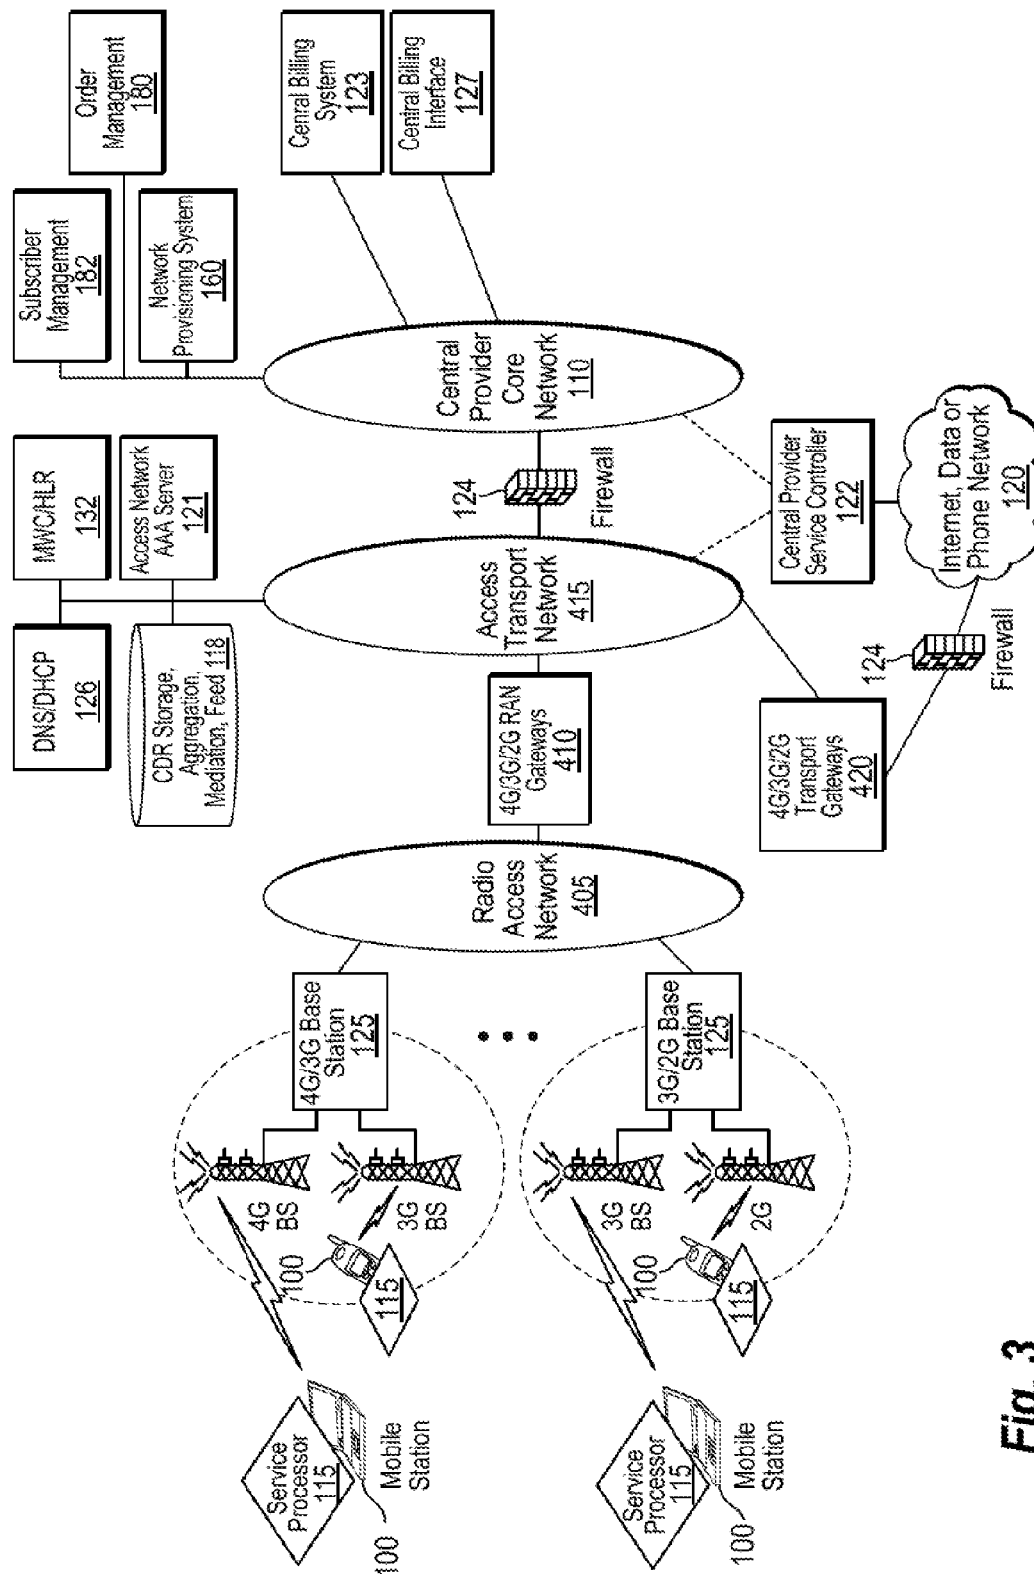 Subscriber
Management
182
Order
Management
180
Network
Provisioning System
160
Cenral Billing
System
123
Central Billing
Interface
127
DNS/DHCP
126
MWC/HLR
132
Access Network
AAA Server
121
CDR Storage,
Aggregation,
Mediation, Feed 118
Central
Provider
Core
Network
110
124
Firewall
Access
Transport
Network
415
4G/3G/2G RAN
Gateways
410
Radio
Access
Network
405
Central Provider
Service Controller
122
Internet, Data or
Phone Network
120
124
Firewall
4G/3G/2G
Transport
Gateways
420
4G/3G Base
Station
125
4G
BS
3G
BS
100
115
Service
Processor
115
Mobile
Station
100
3G/2G Base
Station
125
3G
BS
2G
100
115
Service
Processor
115
Mobile
Station
100
Fig. 3